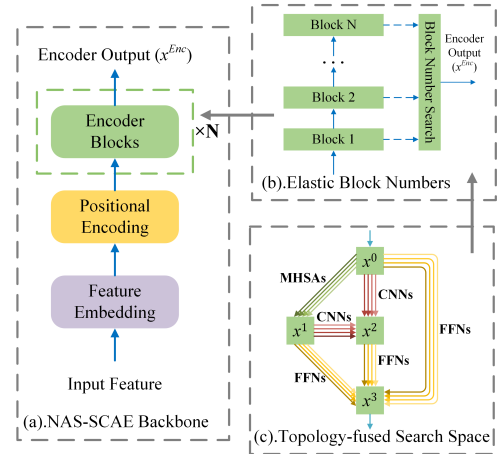 Encoder Output (x^Enc)
Encoder
Blocks
×N
Positional
Encoding
Feature
Embedding
Input Feature
(a).NAS-SCAE Backbone
Block N
...
Block 2
Block 1
Block Number Search
Encoder
Output
(x^Enc)
(b).Elastic Block Numbers
x^0
MHSAs
CNNs
x^1
CNNs
x^2
FFNs
FFNs
FFNs
x^3
(c).Topology-fused Search Space